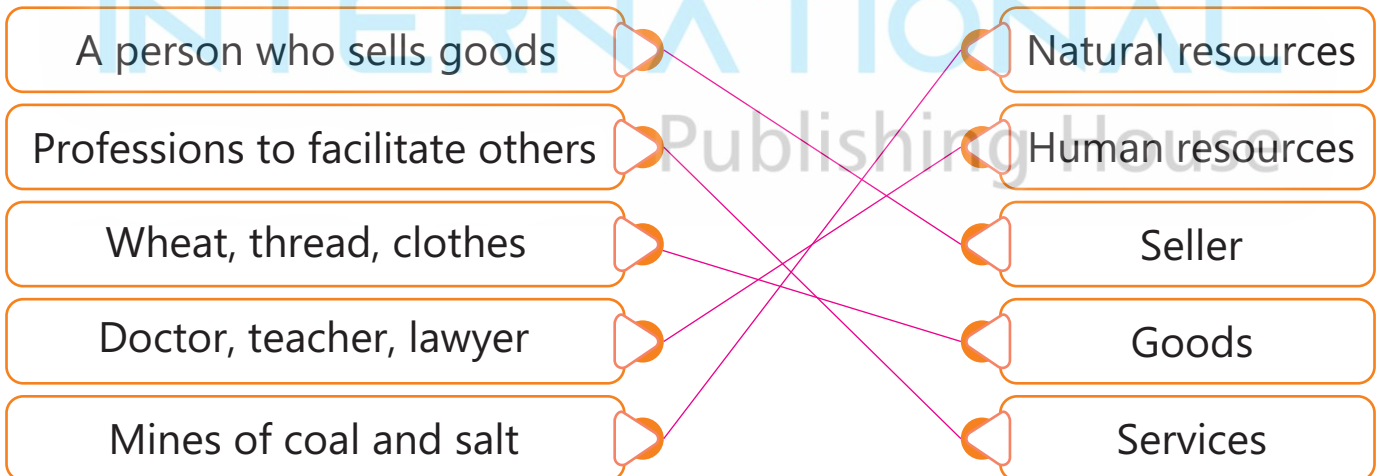 INTERNATIONAL
Publishing House
A person who sells goods
Natural resources
Professions to facilitate others
Human resources
Wheat, thread, clothes
Seller
Doctor, teacher, lawyer
Goods
Mines of coal and salt
Services